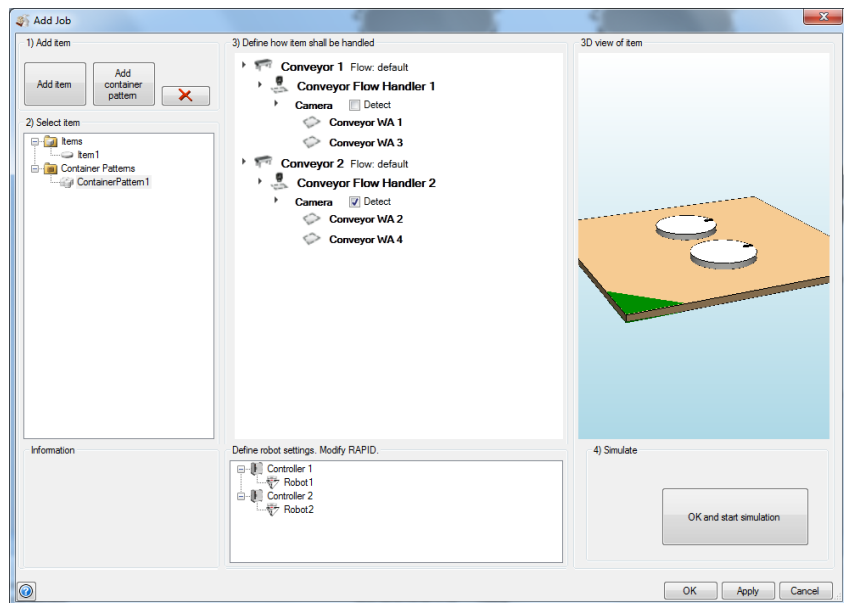 Add Job
1) Add item
Add item
Add
container
pattern
2) Select item
Items
Item1
Container Patterns
ContainerPattern1
3) Define how item shall be handled
Conveyor 1 Flow: default
Conveyor Flow Handler 1
Camera Detect
Conveyor WA 1
Conveyor WA 3
Conveyor 2 Flow: default
Conveyor Flow Handler 2
Camera Detect
Conveyor WA 2
Conveyor WA 4
3D view of item
Information
Define robot settings. Modify RAPID.
Controller 1
Robot1
Controller 2
Robot2
4) Simulate
OK and start simulation
OK
Apply
Cancel